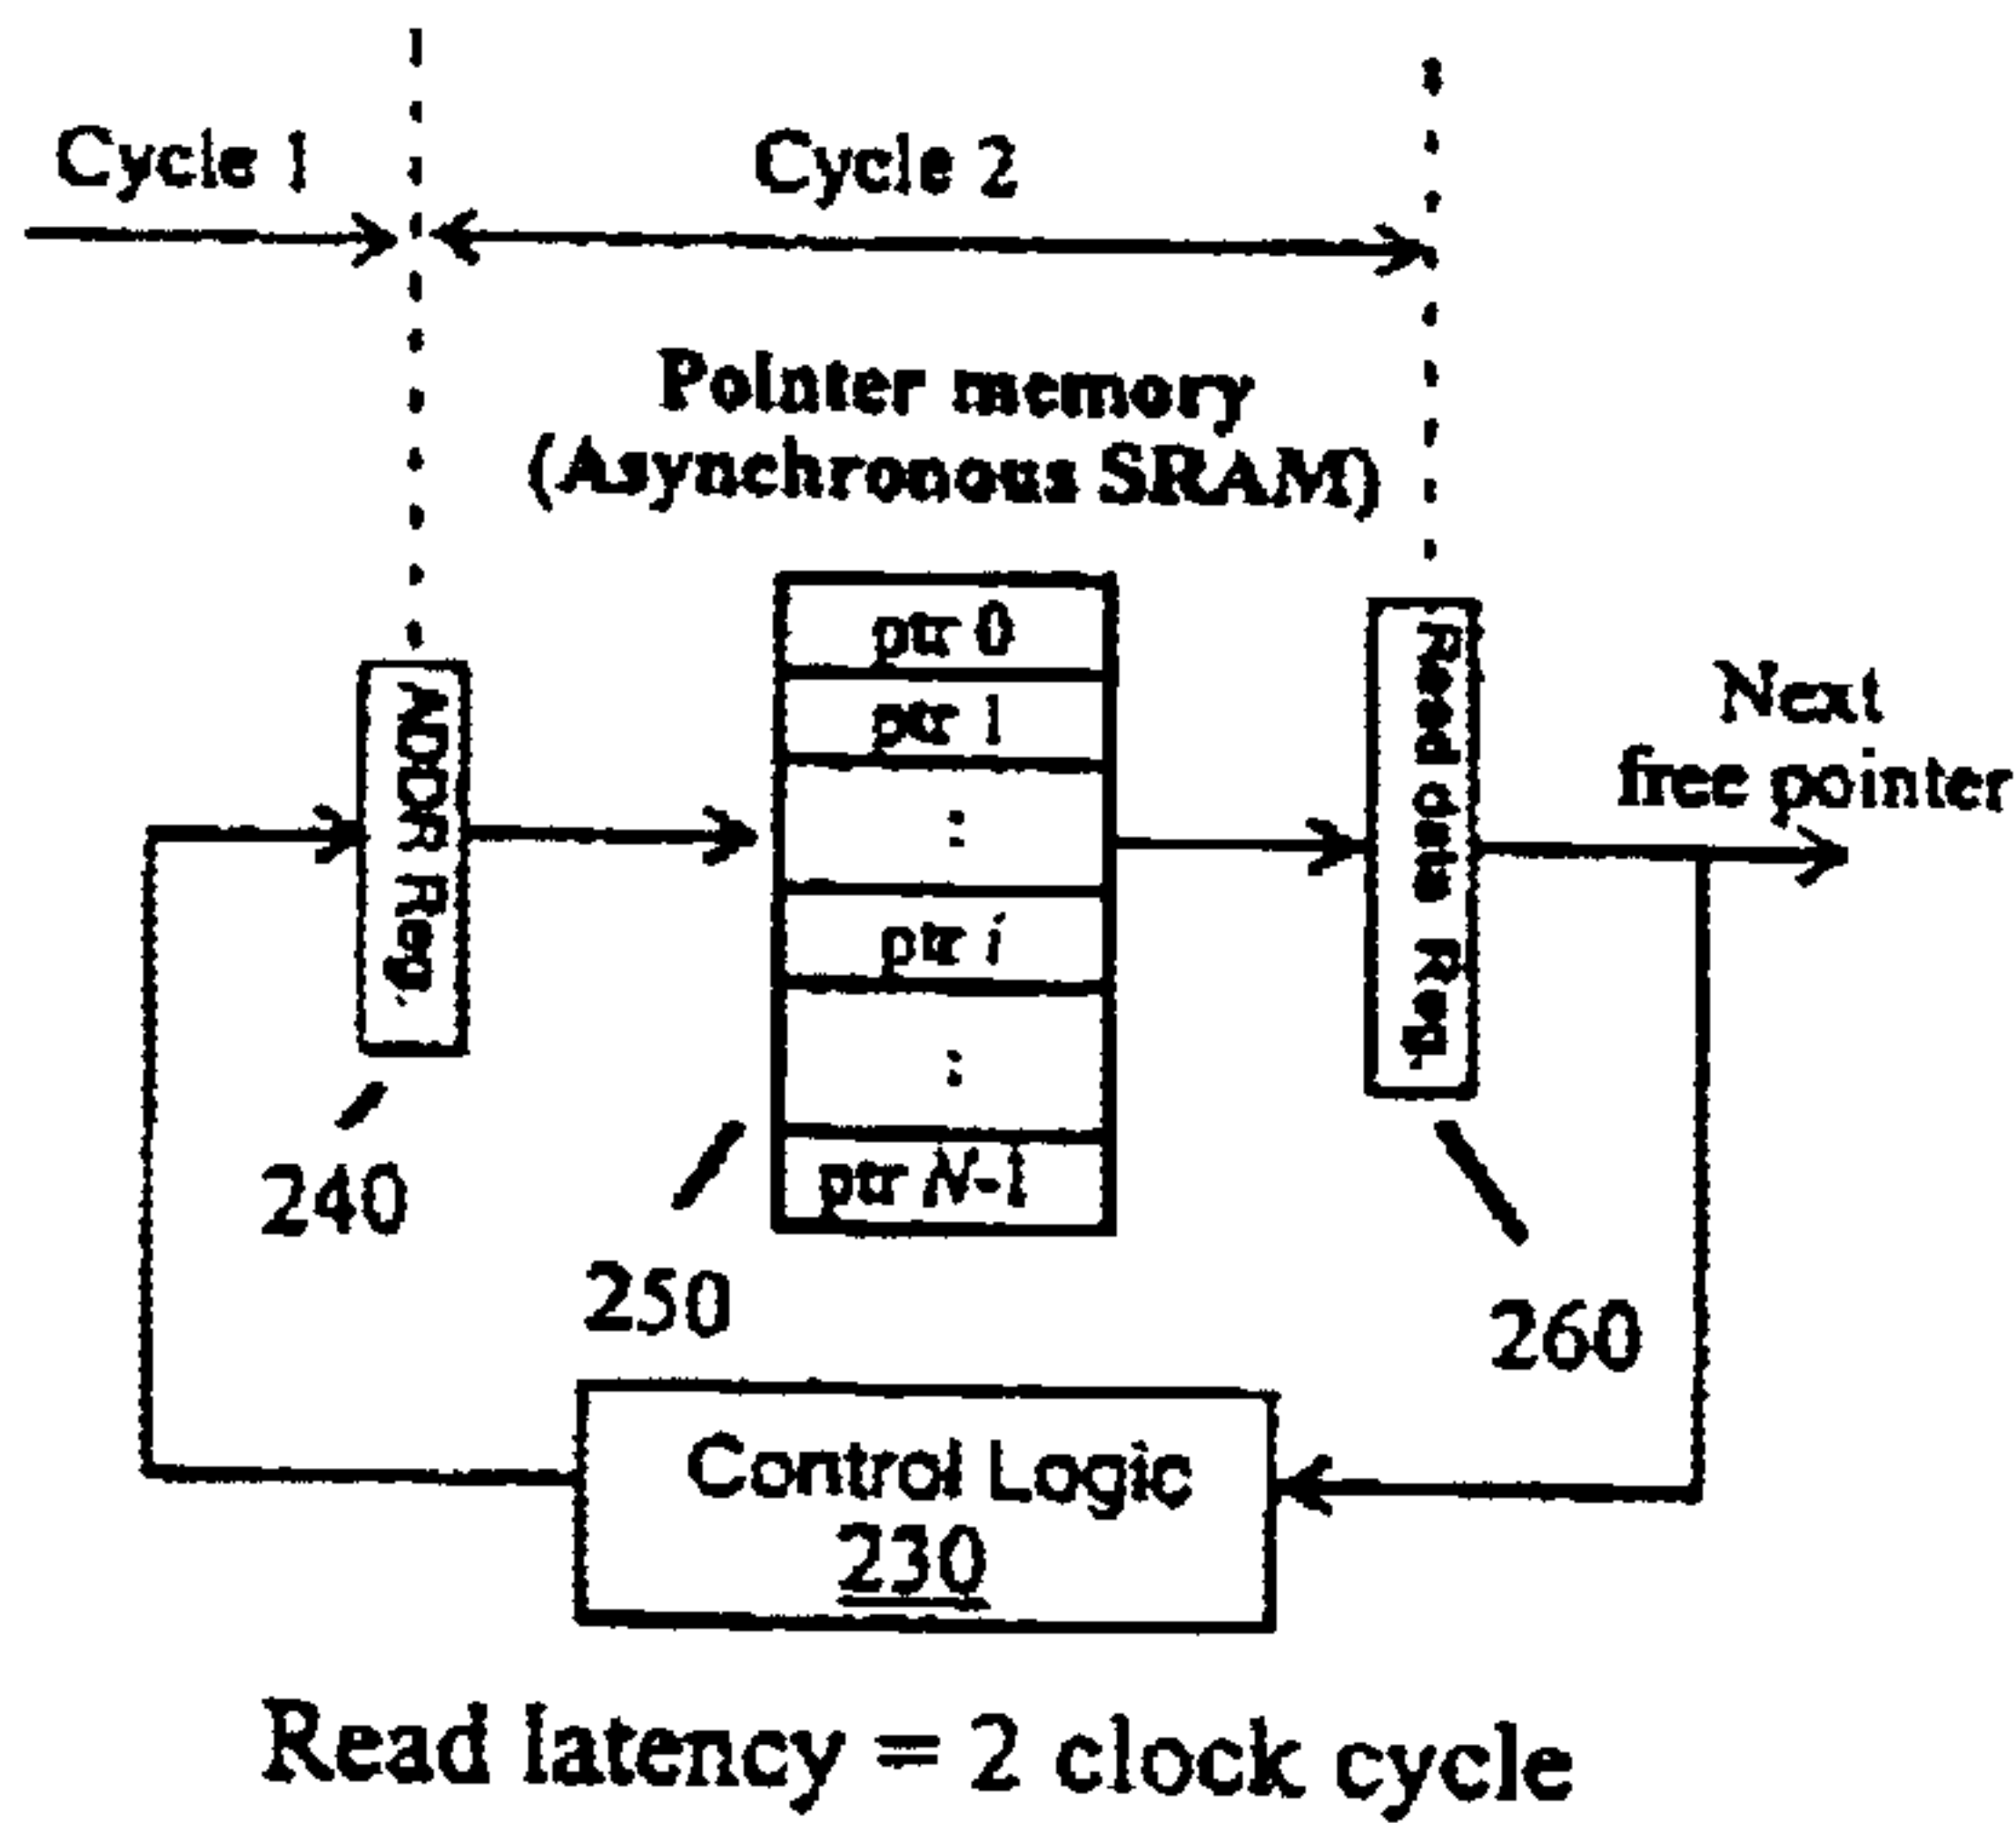 Cycle 1
Cycle 2
Pointer memory
(Asynchronous SRAM)
ptr 0
ptr 1
:
ptr i
:
ptr N-1
Reg.
Read data Reg.
Next
free pointer
240
250
260
Control Logic
230
Read latency = 2 clock cycle